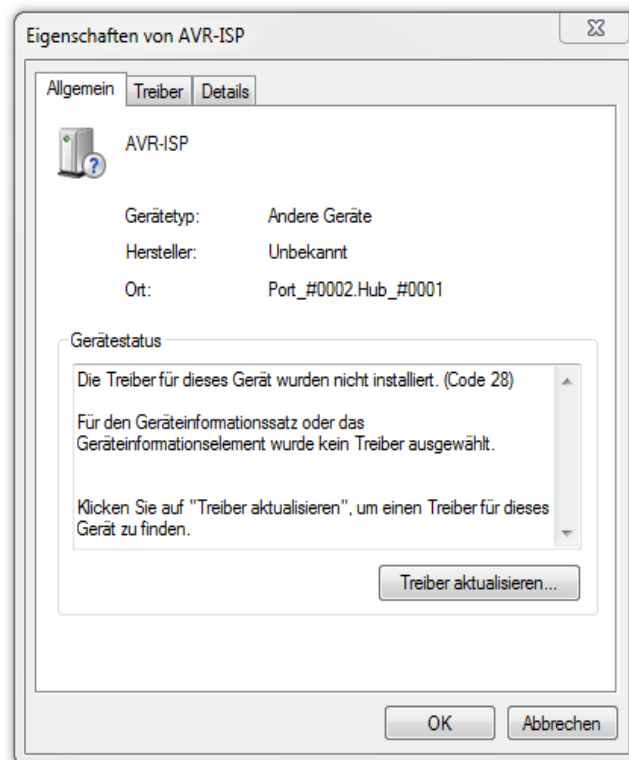 Eigenschaften von AVR-ISP
Allgemein
Treiber
Details
AVR-ISP
Gerätetyp: Andere Geräte
Hersteller: Unbekannt
Ort: Port_#0002.Hub_#0001
Gerätestatus
Die Treiber für dieses Gerät wurden nicht installiert. (Code 28)
Für den Geräteinformationssatz oder das
Geräteinformationselement wurde kein Treiber ausgewählt.
Klicken Sie auf "Treiber aktualisieren", um einen Treiber für dieses
Gerät zu finden.
Treiber aktualisieren...
OK
Abbrechen